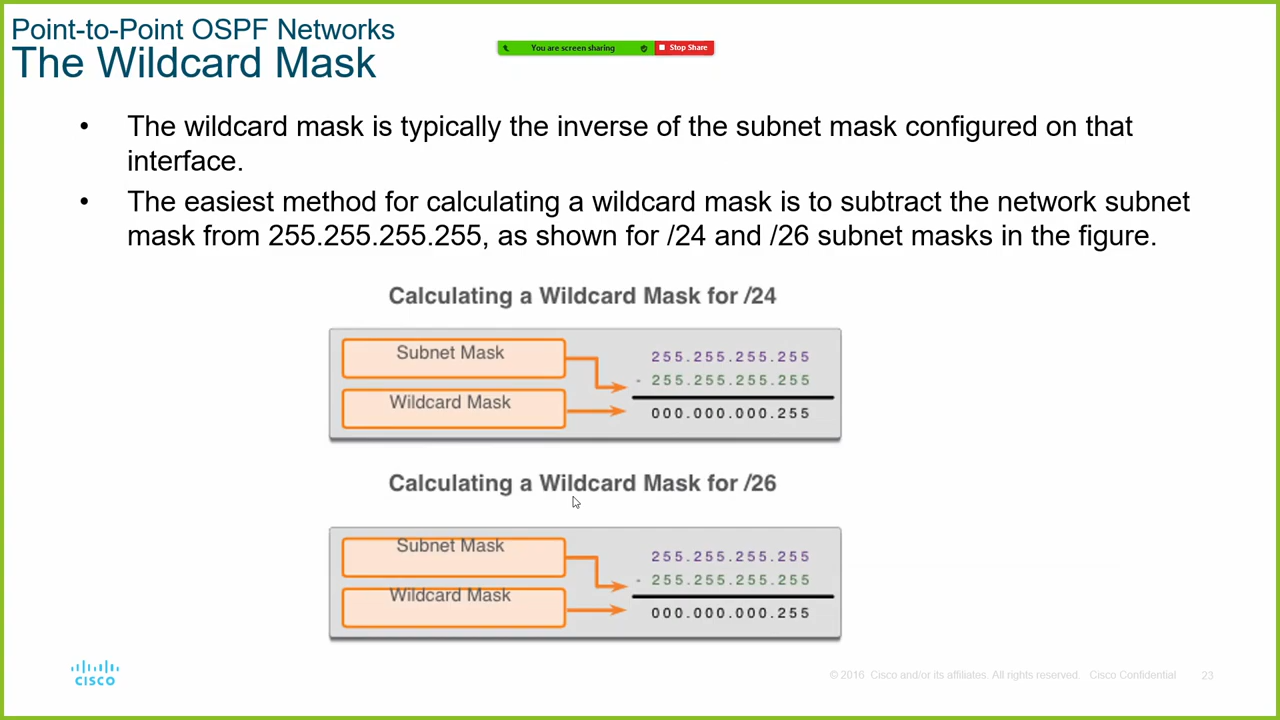 Point-to-Point OSPF Networks
The Wildcard Mask
You are screen sharing
Stop Share
• The wildcard mask is typically the inverse of the subnet mask configured on that
interface.
• The easiest method for calculating a wildcard mask is to subtract the network subnet
mask from 255.255.255.255, as shown for /24 and /26 subnet masks in the figure.
Calculating a Wildcard Mask for /24
Subnet Mask
255.255.255.255
- 255.255.255.255
Wildcard Mask
000.000.000.255
Calculating a Wildcard Mask for /26
Subnet Mask
255.255.255.255
- 255.255.255.255
Wildcard Mask
000.000.000.255
CISCO
© 2016 Cisco and/or its affiliates. All rights reserved. Cisco Confidential
23